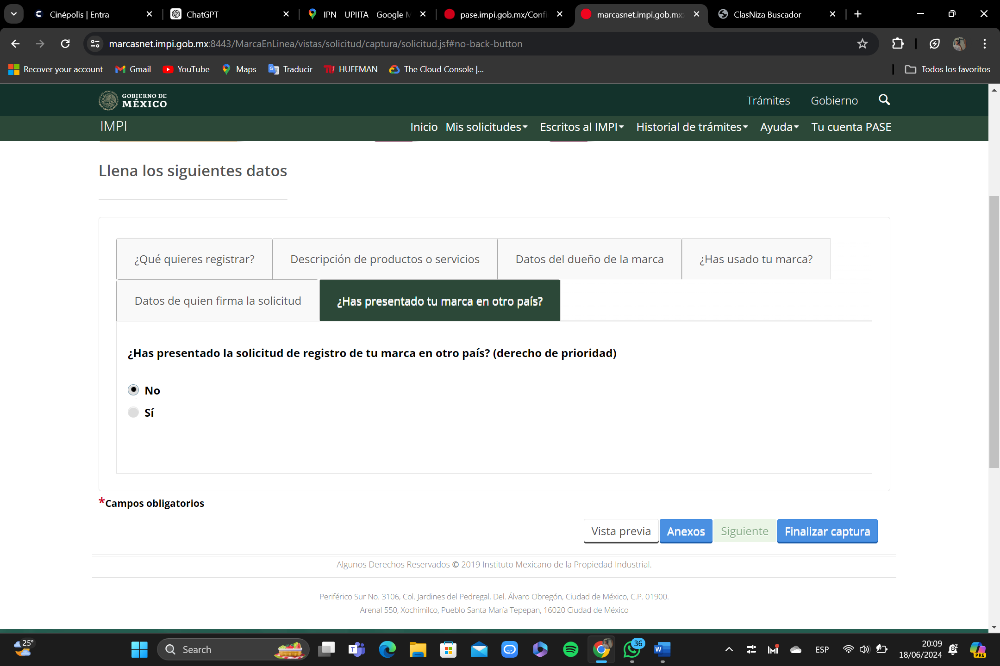 Cinépolis | Entra
ChatGPT
IPN - UPIITA - Google M
pase.impi.gob.mx/Confi
marcasnet.impi.gob.mx:
ClasNiza Buscador
marcasnet.impi.gob.mx:8443/MarcaEnLinea/vistas/solicitud/captura/solicitud.jsf#no-back-button
Recover your account
Gmail
YouTube
Maps
Traducir
HUFFMAN
The Cloud Console |...
Todos los favoritos
GOBIERNO DE
MÉXICO
Trámites
Gobierno
IMPI
Inicio
Mis solicitudes
Escritos al IMPI
Historial de trámites
Ayuda
Tu cuenta PASE
Llena los siguientes datos
¿Qué quieres registrar?
Descripción de productos o servicios
Datos del dueño de la marca
¿Has usado tu marca?
Datos de quien firma la solicitud
¿Has presentado tu marca en otro país?
¿Has presentado la solicitud de registro de tu marca en otro país? (derecho de prioridad)
No
Sí
*Campos obligatorios
Vista previa
Anexos
Siguiente
Finalizar captura
Algunos Derechos Reservados © 2019 Instituto Mexicano de la Propiedad Industrial.
Periférico Sur No. 3106, Col. Jardines del Pedregal, Del. Álvaro Obregón, Ciudad de México, C.P. 01900.
Arenal 550, Xochimilco, Pueblo Santa María Tepepan, 16020 Ciudad de México
25°
Search
36
ESP
20:09
18/06/2024
PRE